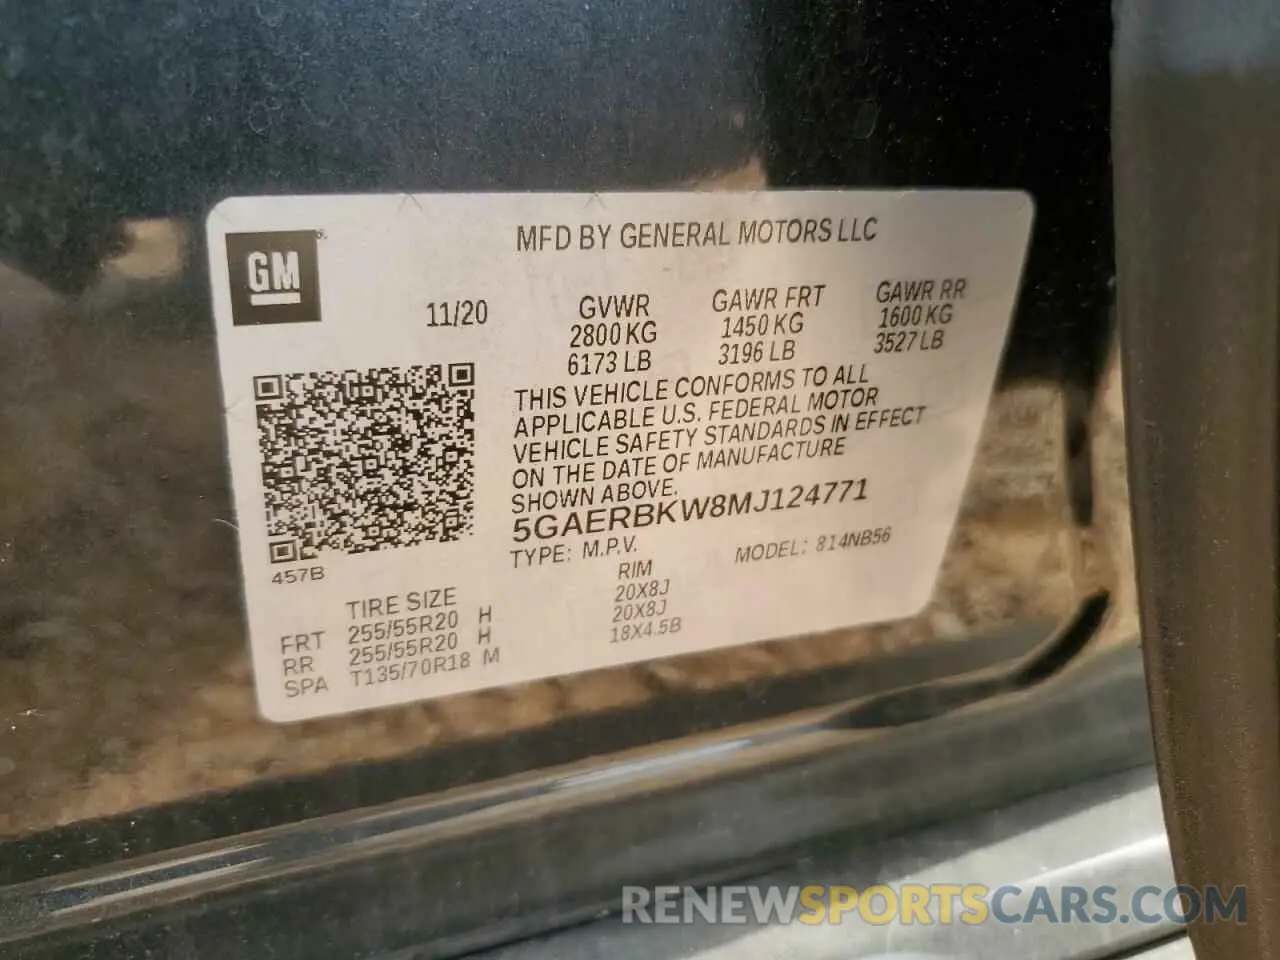 GM
MFD BY GENERAL MOTORS LLC
11/20
GVWR
2800 KG
6173 LB
GAWR FRT
1450 KG
3196 LB
GAWR RR
1600 KG
3527 LB
THIS VEHICLE CONFORMS TO ALL
APPLICABLE U.S. FEDERAL MOTOR
VEHICLE SAFETY STANDARDS IN EFFECT
ON THE DATE OF MANUFACTURE
SHOWN ABOVE.
5GAERBKW8MJ124771
TYPE: M.P.V. MODEL: 814NB56
457B
TIRE SIZE RIM
FRT 255/55R20 H 20X8J
RR 255/55R20 H 20X8J
SPA T135/70R18 M 18X4.5B
RENEWSPORTSCARS.COM